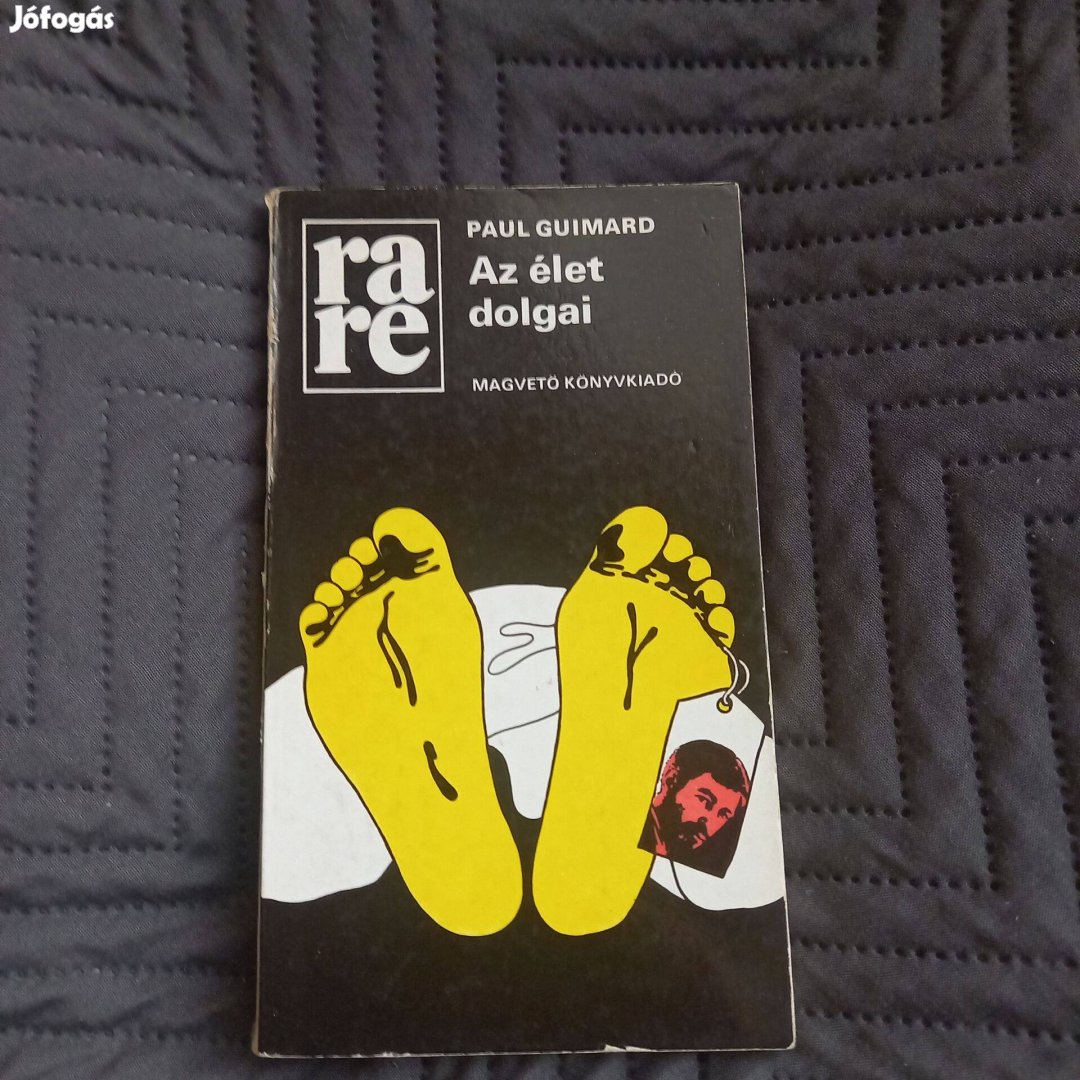 Jófogás
ra
re
PAUL GUIMARD
Az élet
dolgai
MAGVETŐ KÖNYVKIADÓ